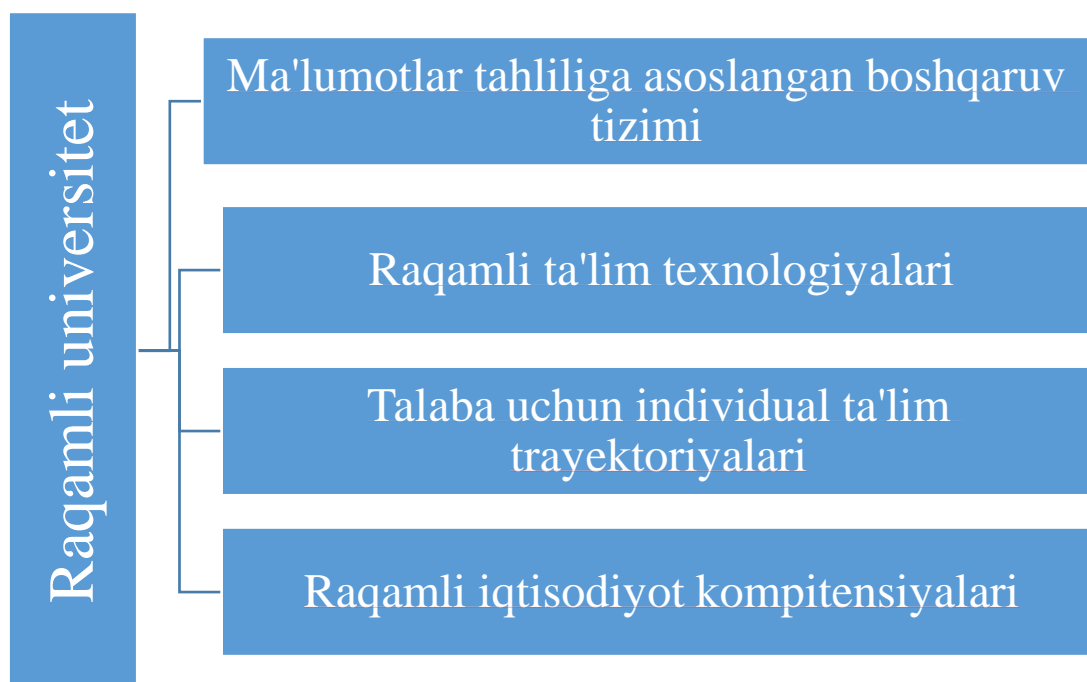 Raqamli universitet
Ma'lumotlar tahliliga asoslangan boshqaruv
tizimi
Raqamli ta'lim texnologiyalari
Talaba uchun individual ta'lim
trayektoriyalari
Raqamli iqtisodiyot kompitensiyalari